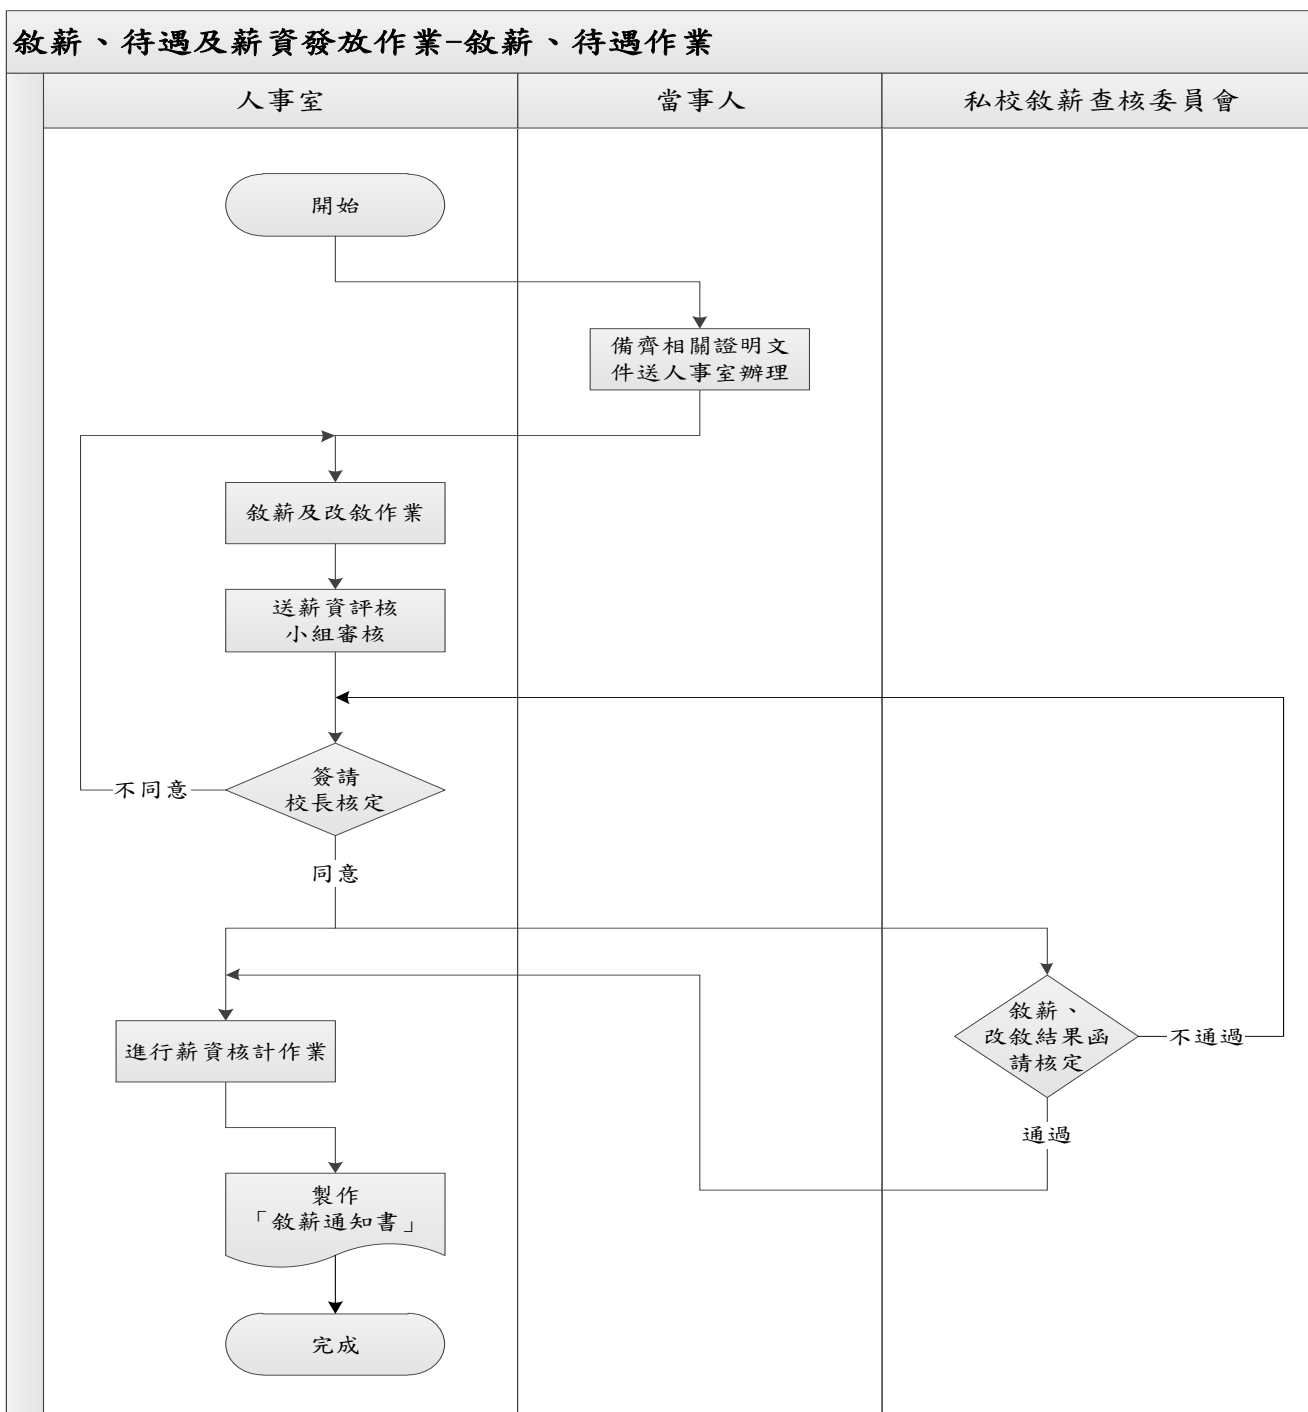 敘薪、待遇及薪資發放作業-敘薪、待遇作業
人事室
當事人
私校敘薪查核委員會
開始
備齊相關證明文
件送人事室辦理
敘薪及改敘作業
送薪資評核
小組審核
簽請
校長核定
不同意
同意
敘薪、
改敘結果函
請核定
不通過
進行薪資核計作業
通過
製作
「敘薪通知書」
完成